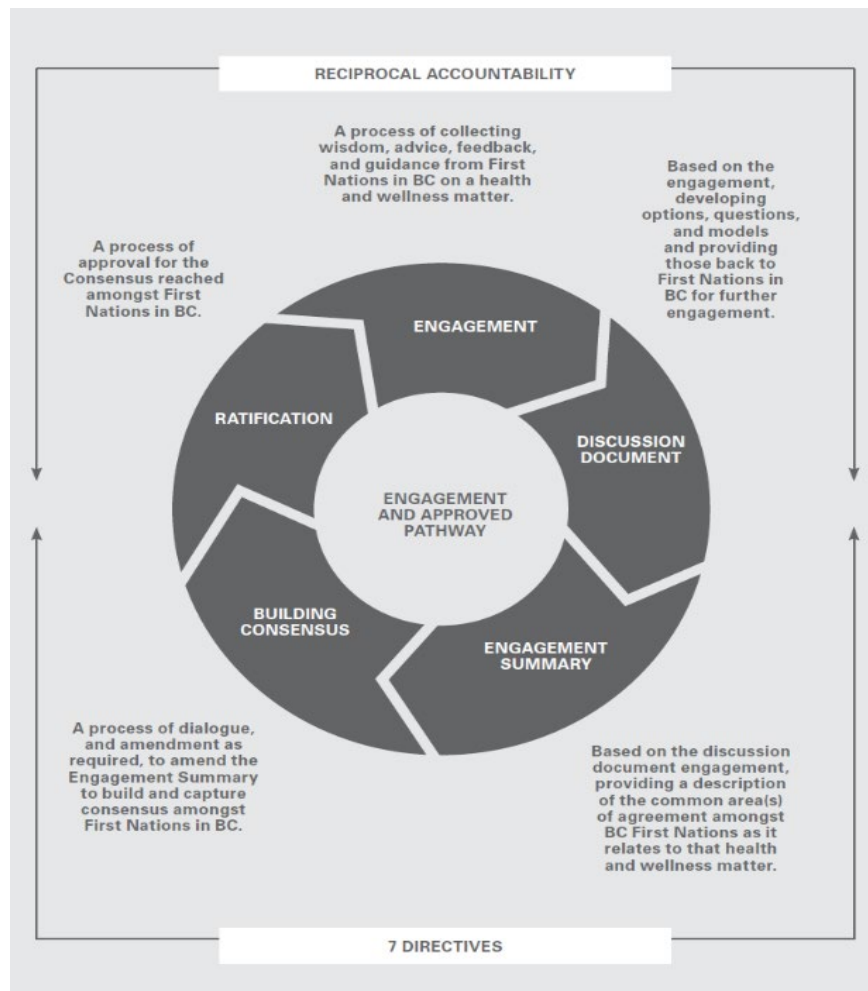 RECIPROCAL ACCOUNTABILITY
A process of collecting
wisdom, advice, feedback,
and guidance from First
Nations in BC on a health
and wellness matter.
Based on the
engagement,
developing
options, questions,
and models
and providing
those back to
First Nations in
BC for further
engagement.
A process of
approval for the
Consensus reached
amongst First
Nations in BC.
ENGAGEMENT
RATIFICATION
DISCUSSION
DOCUMENT
ENGAGEMENT
AND APPROVED
PATHWAY
BUILDING
CONSENSUS
ENGAGEMENT
SUMMARY
A process of dialogue,
and amendment as
required, to amend the
Engagement Summary
to build and capture
consensus amongst
First Nations in BC.
Based on the discussion
document engagement,
providing a description
of the common area(s)
of agreement amongst
BC First Nations as it
relates to that health
and wellness matter.
7 DIRECTIVES